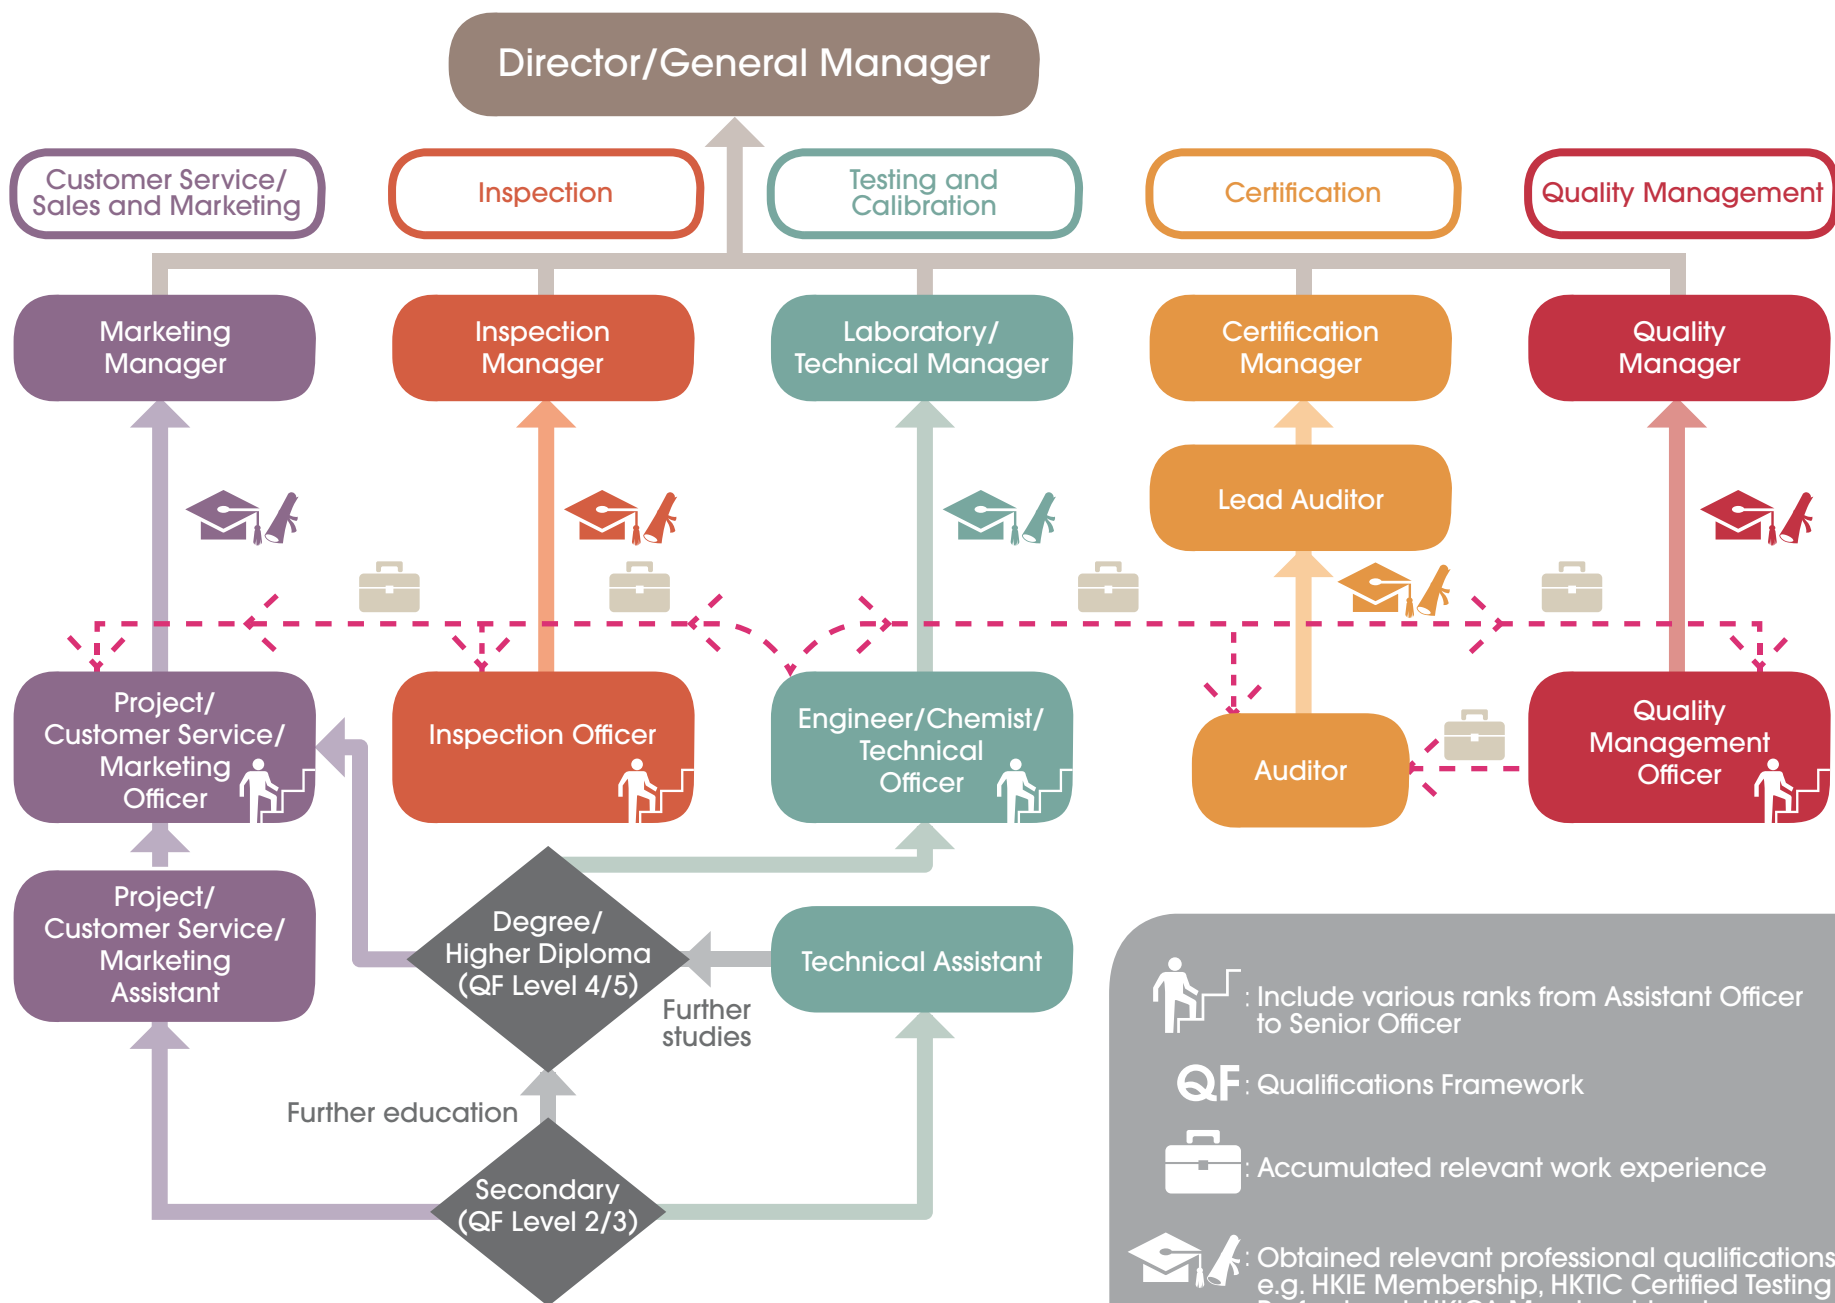 Director/General Manager
Customer Service/
Sales and Marketing
Inspection
Testing and
Calibration
Certification
Quality Management
Marketing
Manager
Inspection
Manager
Laboratory/
Technical Manager
Certification
Manager
Quality
Manager
Lead Auditor
Project/
Customer Service/
Marketing
Officer
Inspection Officer
Engineer/Chemist/
Technical
Officer
Auditor
Quality
Management
Officer
Project/
Customer Service/
Marketing
Assistant
Degree/
Higher Diploma
(QF Level 4/5)
Technical Assistant
Further
studies
Further education
Secondary
(QF Level 2/3)
: Include various ranks from Assistant Officer
to Senior Officer
QF : Qualifications Framework
: Accumulated relevant work experience
: Obtained relevant professional qualifications
e.g. HKIE Membership, HKTIC Certified Testing